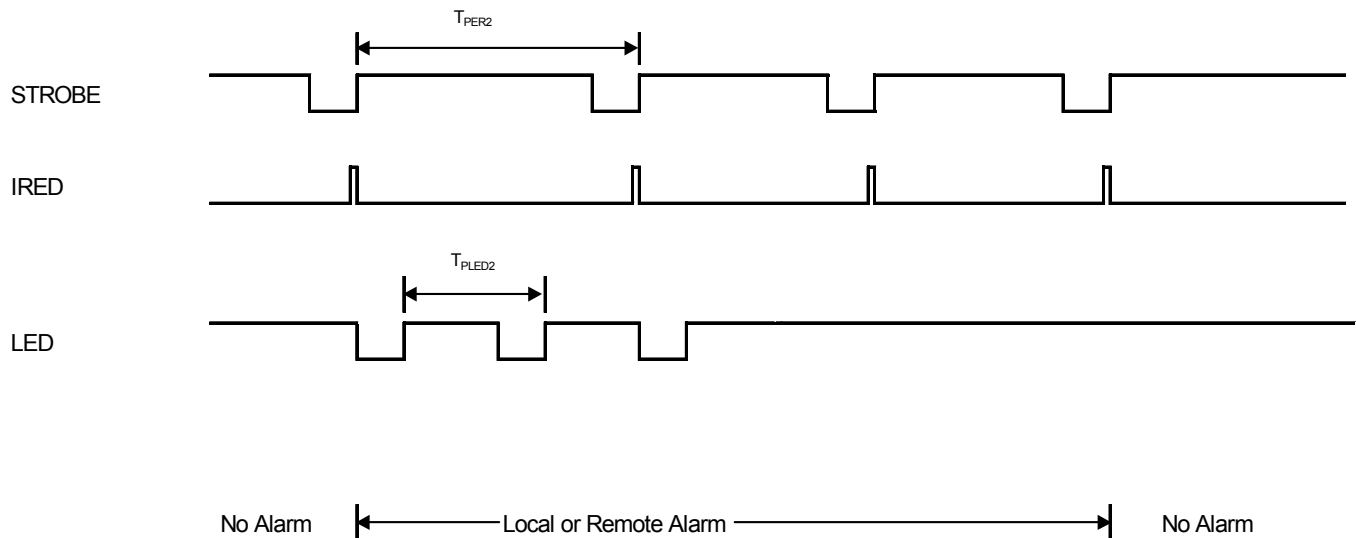 TPER2
STROBE
IRED
TPLED2
LED
No Alarm
Local or Remote Alarm
No Alarm